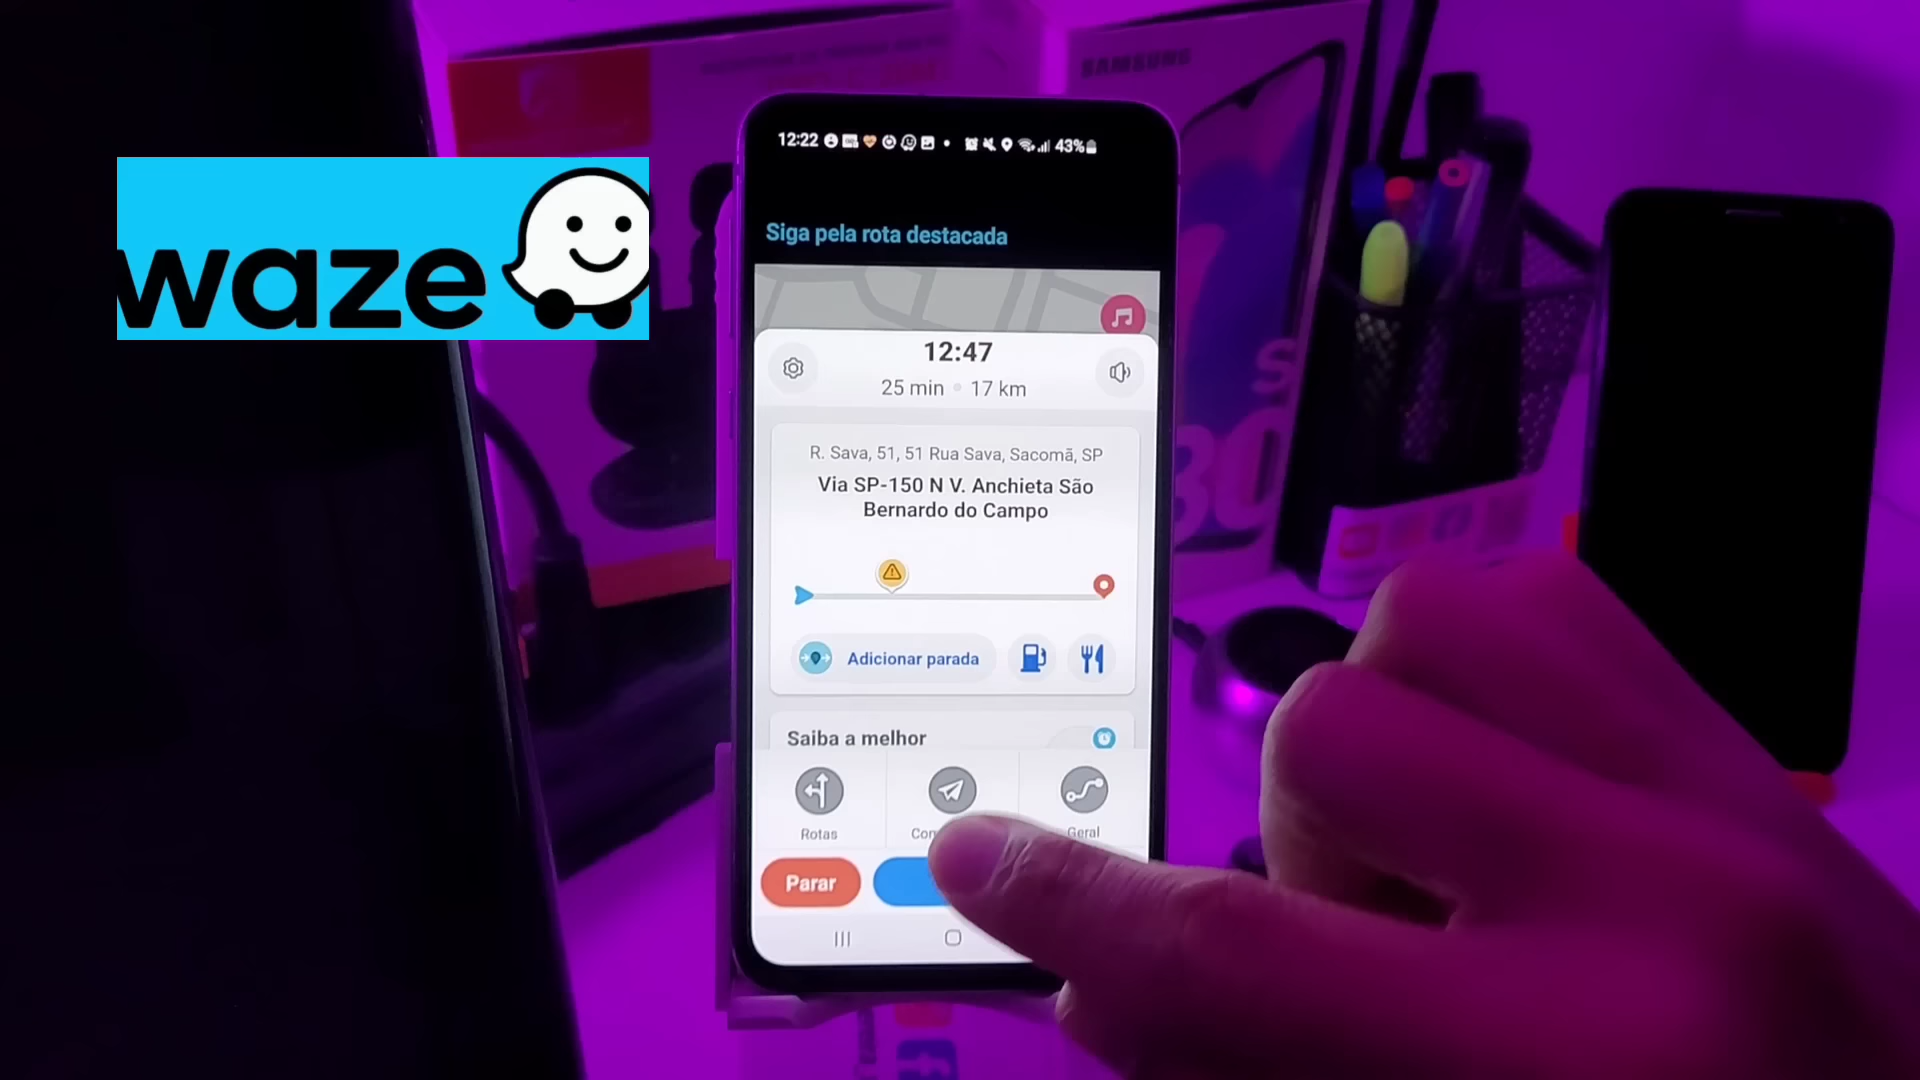 SAMSUNG
waze
12:22
43%
Siga pela rota destacada
12:47
25 min • 17 km
R. Sava, 51, 51 Rua Sava, Sacomã, SP
Via SP-150 N V. Anchieta São
Bernardo do Campo
Adicionar parada
Saiba a melhor
Rotas
Geral
Parar